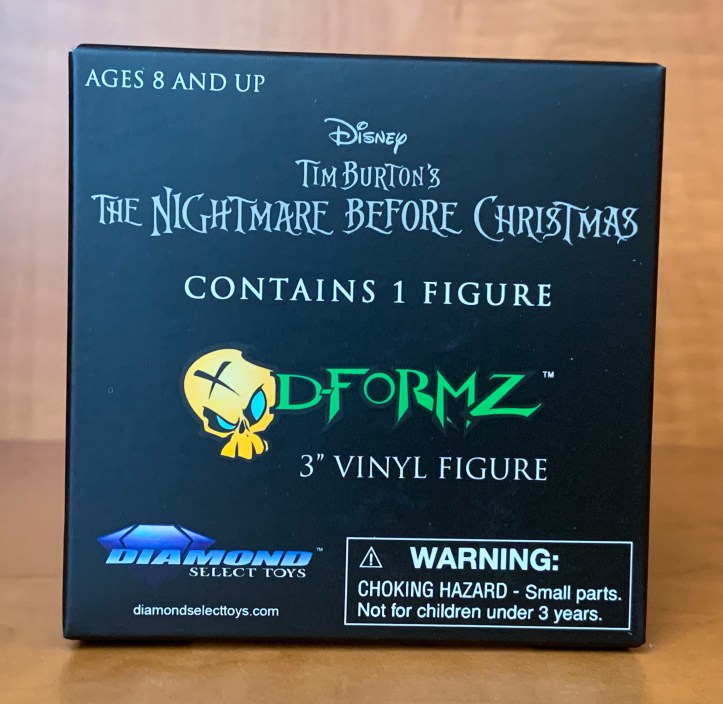 AGES 8 AND UP
Disney
TIM BURTON'S
THE NIGHTMARE BEFORE CHRISTMAS
CONTAINS 1 FIGURE
D-FORMZ™
3” VINYL FIGURE
DIAMOND™
SELECT TOYS
diamondselecttoys.com
⚠ WARNING:
CHOKING HAZARD - Small parts.
Not for children under 3 years.